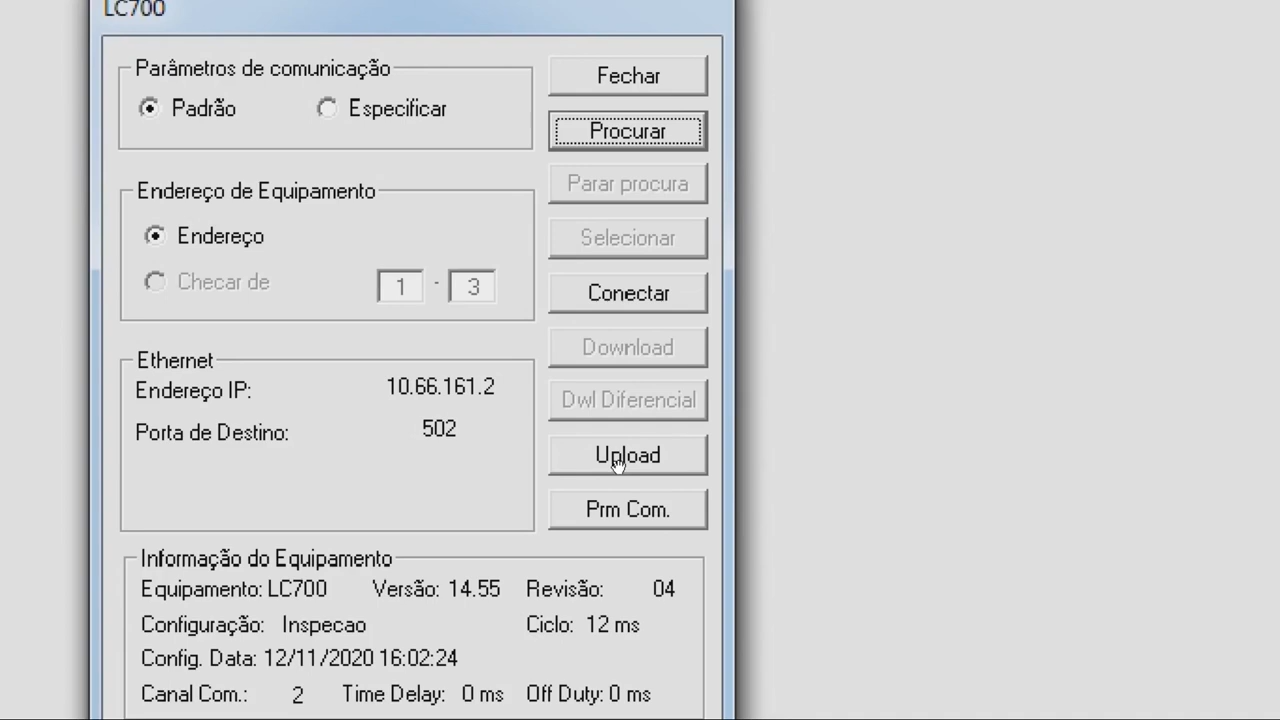 LC700
Parâmetros de comunicação
Padrão Especificar
Endereço de Equipamento
Endereço
Checar de 1 - 3
Ethernet
Endereço IP: 10.66.161.2
Porta de Destino: 502
Fechar
Procurar
Parar procura
Selecionar
Conectar
Download
Dwl Diferencial
Upload
Prm Com.
Informação do Equipamento
Equipamento: LC700 Versão: 14.55 Revisão: 04
Configuração: Inspecao Ciclo: 12 ms
Config. Data: 12/11/2020 16:02:24
Canal Com.: 2 Time Delay: 0 ms Off Duty: 0 ms